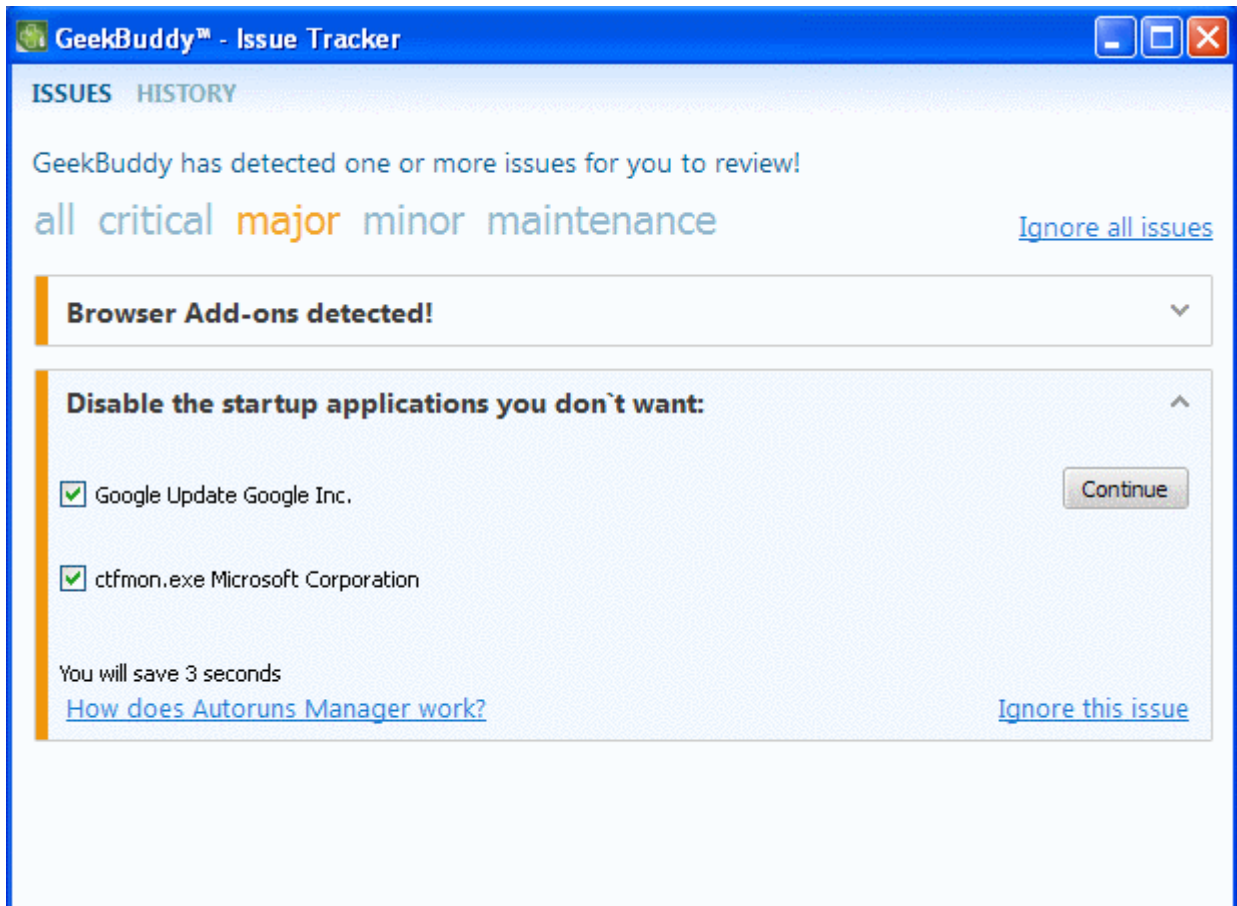 GeekBuddy™ - Issue Tracker
ISSUES HISTORY
GeekBuddy has detected one or more issues for you to review!
all critical major minor maintenance
Ignore all issues
Browser Add-ons detected!
Disable the startup applications you don`t want:
Google Update Google Inc.
Continue
ctfmon.exe Microsoft Corporation
You will save 3 seconds
How does Autoruns Manager work?
Ignore this issue